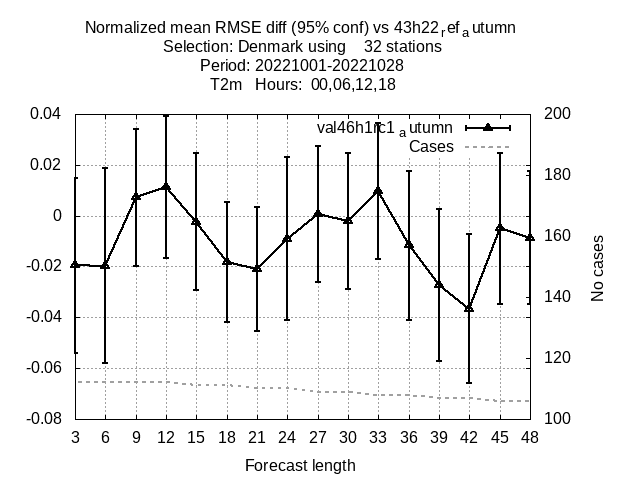 Normalized mean RMSE diff (95% conf) vs 43h22refautumn
Selection: Denmark using 32 stations
Period: 20221001-20221028
T2m Hours: 00,06,12,18
0.04
0.02
0
-0.02
-0.04
-0.06
-0.08
200
180
160
140
120
100
val46h1rc1autumn
Cases
No cases
3 6 9 12 15 18 21 24 27 30 33 36 39 42 45 48
Forecast length